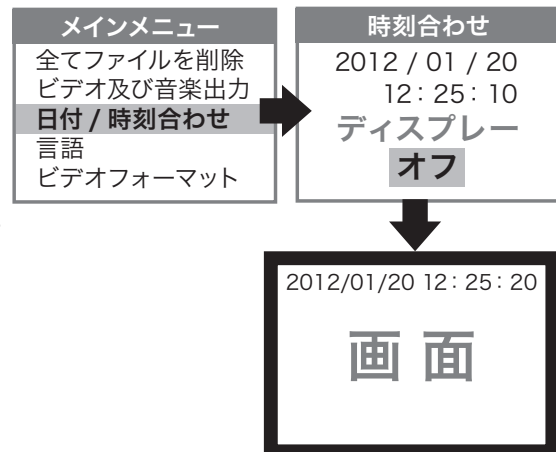 メインメニュー
全てファイルを削除
ビデオ及び音楽出力
日付 / 時刻合わせ
言語
ビデオフォーマット
時刻合わせ
2012 / 01 / 20
12：25：10
ディスプレー
オフ
2012/01/20 12：25：20
画面